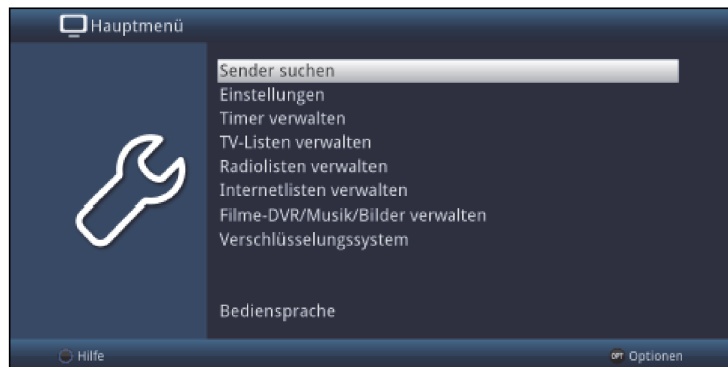 Hauptmenü
Sender suchen
Einstellungen
Timer verwalten
TV-Listen verwalten
Radiolisten verwalten
Internetlisten verwalten
Filme-DVR/Musik/Bilder verwalten
Verschlüsselungssystem
Bediensprache
Hilfe
OPT Optionen